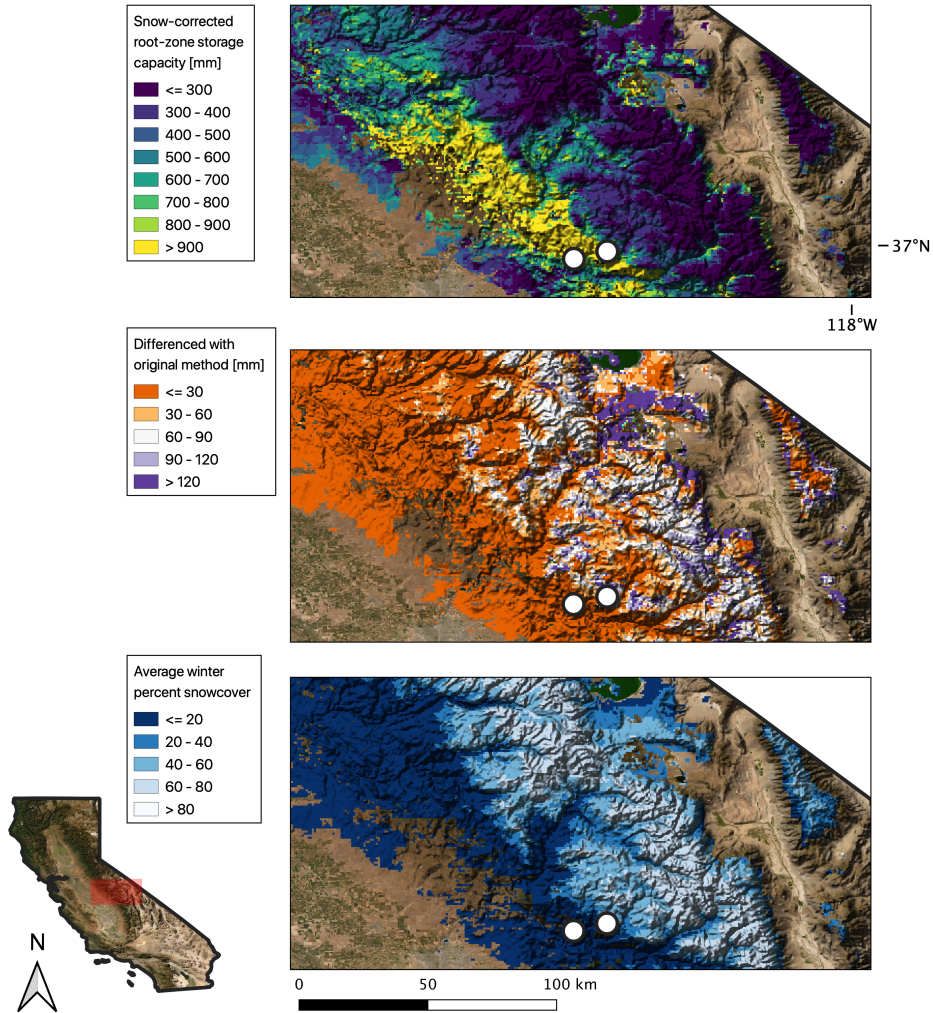 Snow-corrected
root-zone storage
capacity [mm]
<= 300
300 - 400
400 - 500
500 - 600
600 - 700
700 - 800
800 - 900
> 900
37°N
118°W
Differenced with
original method [mm]
<= 30
30 - 60
60 - 90
90 - 120
> 120
Average winter
percent snowcover
<= 20
20 - 40
40 - 60
60 - 80
> 80
N
0 50 100 km